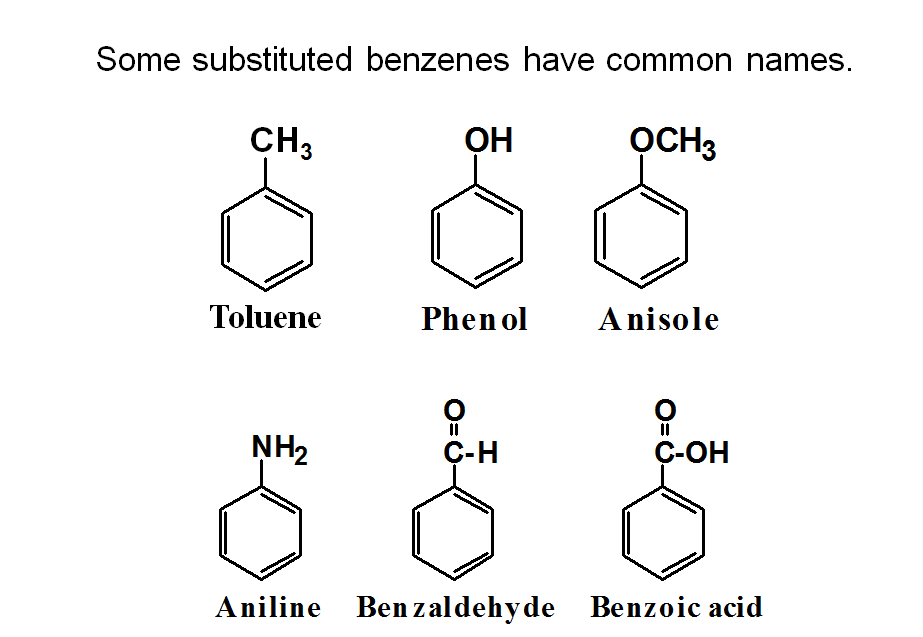 Some substituted benzenes have common names.
CH3 OH OCH3
Toluene Phenol Anisole
O O
NH2 C-H C-OH
Aniline Benzaldehyde Benzoic acid